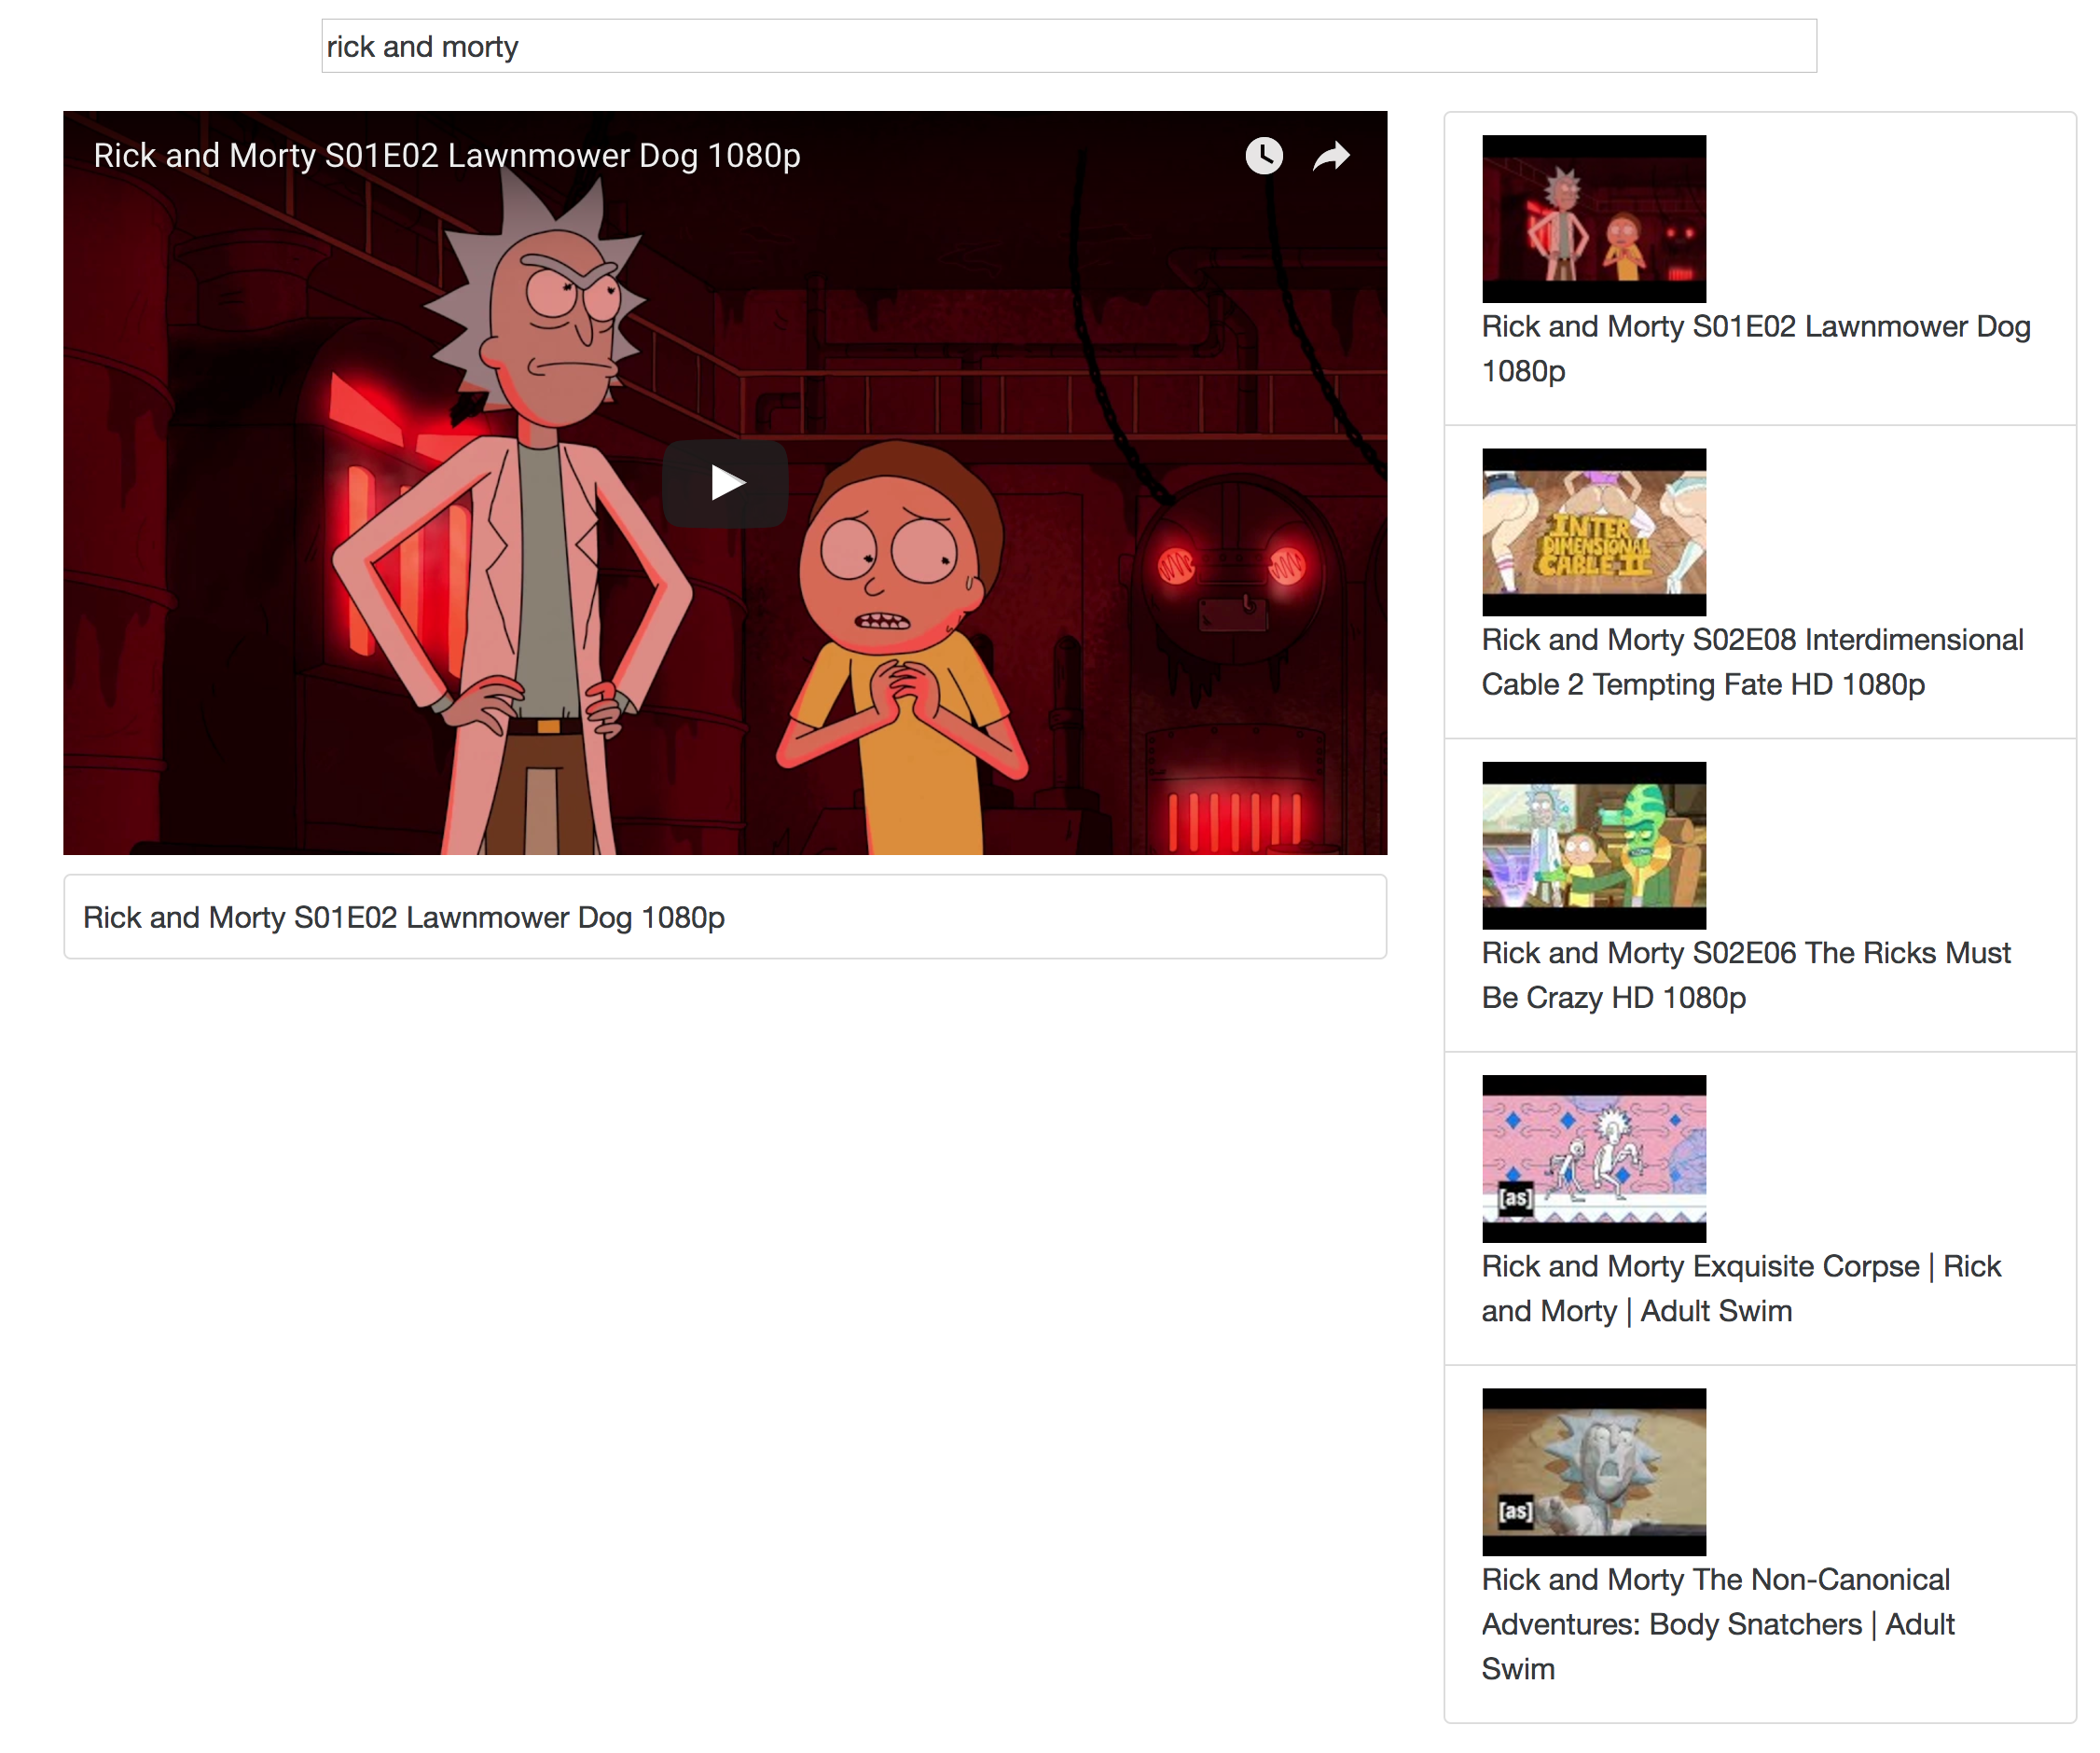 rick and morty
Rick and Morty S01E02 Lawnmower Dog 1080p
Rick and Morty S01E02 Lawnmower Dog 1080p
Rick and Morty S01E02 Lawnmower Dog
1080p
INTER
DIMENSIONAL
CABLE II
Rick and Morty S02E08 Interdimensional
Cable 2 Tempting Fate HD 1080p
Rick and Morty S02E06 The Ricks Must
Be Crazy HD 1080p
[as]
Rick and Morty Exquisite Corpse | Rick
and Morty | Adult Swim
[as]
Rick and Morty The Non-Canonical
Adventures: Body Snatchers | Adult
Swim